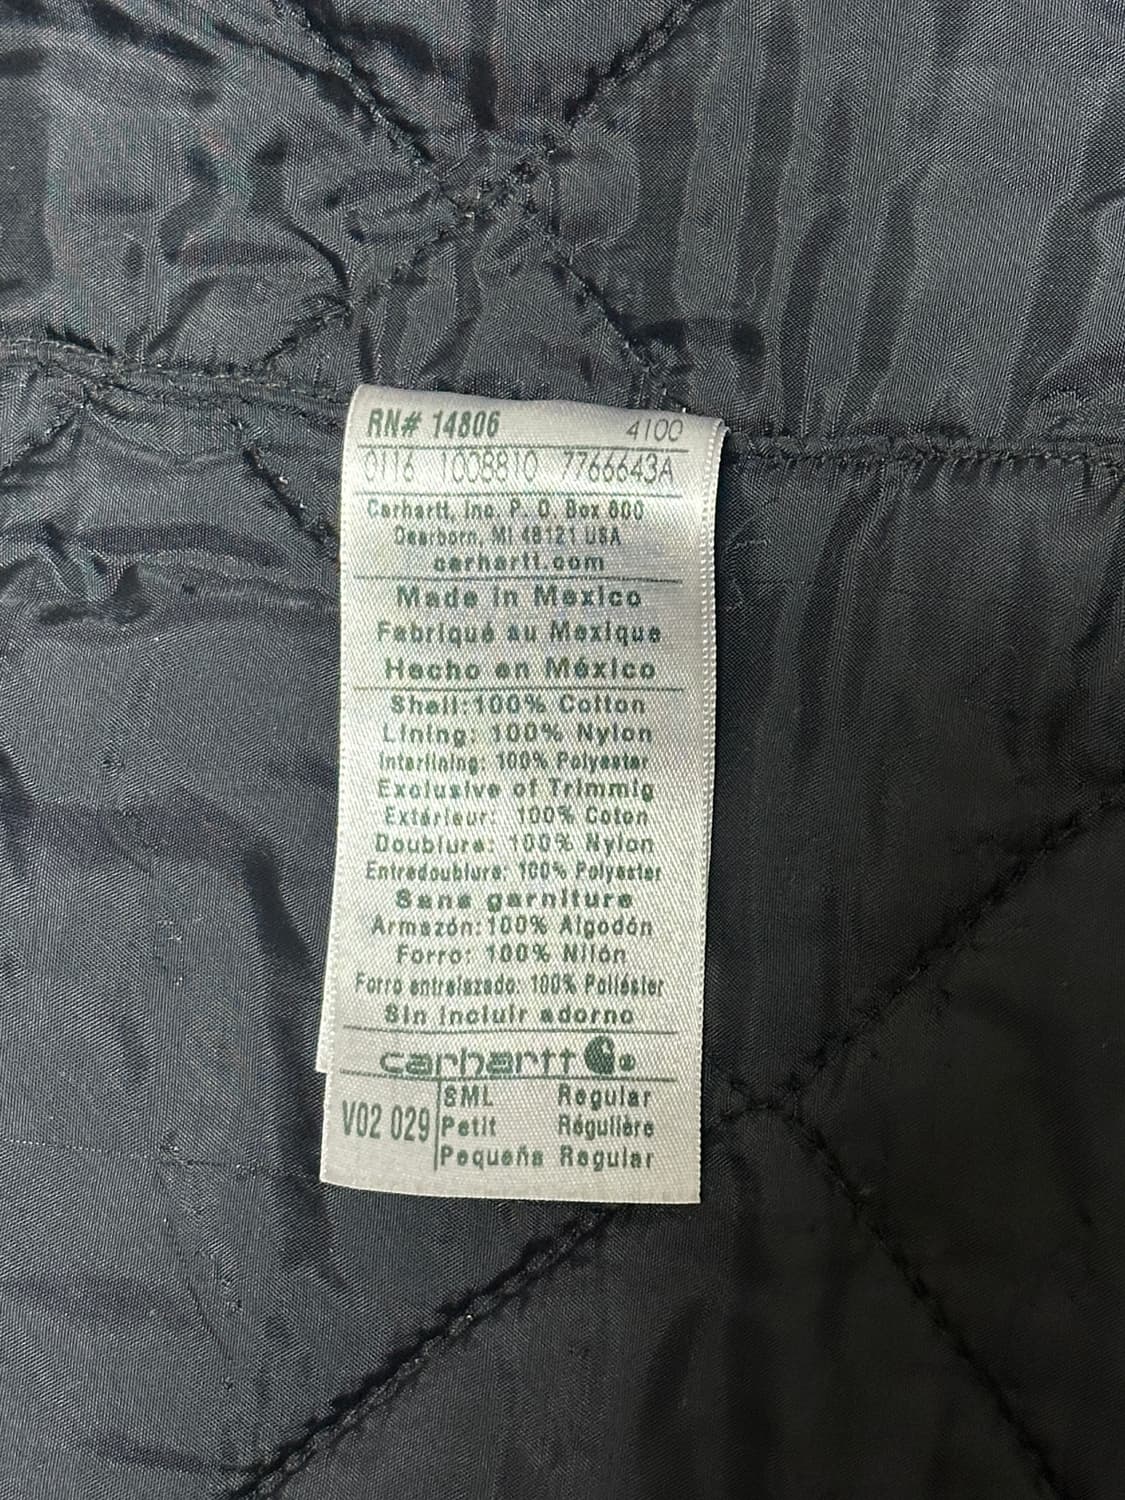 RN# 14806 4100
0116 1008810 7766643A
Carhartt, Inc. P. O. Box 600
Dearborn, MI 48121 USA
carhartt.com
Made in Mexico
Fabriqué au Mexique
Hecho en México
Shell: 100% Cotton
Lining: 100% Nylon
Interlining: 100% Polyester
Exclusive of Trimmig
Extérieur: 100% Coton
Doublure: 100% Nylon
Entredoublure: 100% Polyester
Sans garniture
Armazón: 100% Algodón
Forro: 100% Nilón
Forro entrelazado: 100% Poliéster
Sin incluir adorno
carhartt
V02 029
SML Regular
Petit Régulière
Pequeña Regular